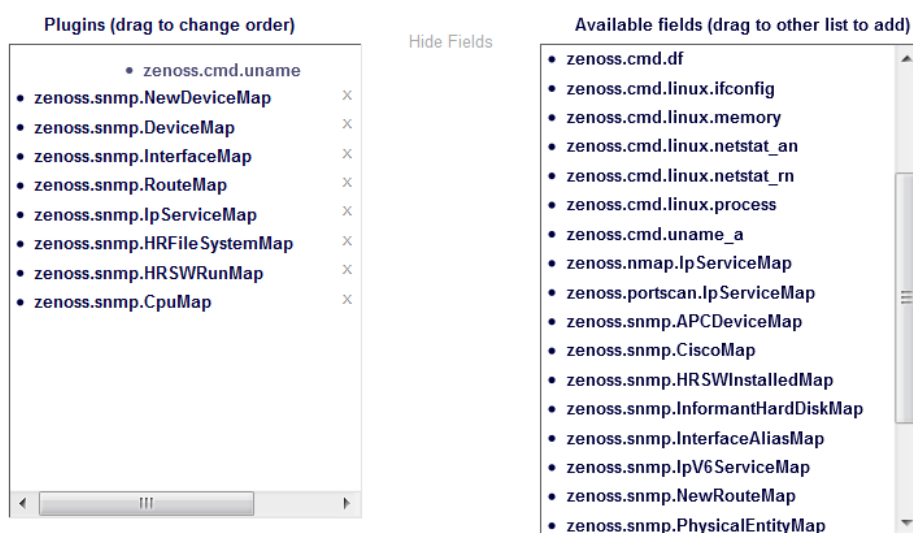 Plugins (drag to change order)
Hide Fields
Available fields (drag to other list to add)
zenoss.cmd.uname
zenoss.snmp.NewDeviceMap X
zenoss.snmp.DeviceMap X
zenoss.snmp.InterfaceMap X
zenoss.snmp.RouteMap X
zenoss.snmp.IpServiceMap X
zenoss.snmp.HRFileSystemMap X
zenoss.snmp.HRSWRunMap X
zenoss.snmp.CpuMap X
zenoss.cmd.df
zenoss.cmd.linux.ifconfig
zenoss.cmd.linux.memory
zenoss.cmd.linux.netstat_an
zenoss.cmd.linux.netstat_rn
zenoss.cmd.linux.process
zenoss.cmd.uname_a
zenoss.nmap.IpServiceMap
zenoss.portscan.IpServiceMap
zenoss.snmp.APCDeviceMap
zenoss.snmp.CiscoMap
zenoss.snmp.HRSWInstalledMap
zenoss.snmp.InformantHardDiskMap
zenoss.snmp.InterfaceAliasMap
zenoss.snmp.IpV6ServiceMap
zenoss.snmp.NewRouteMap
zenoss.snmp.PhysicalEntityMap